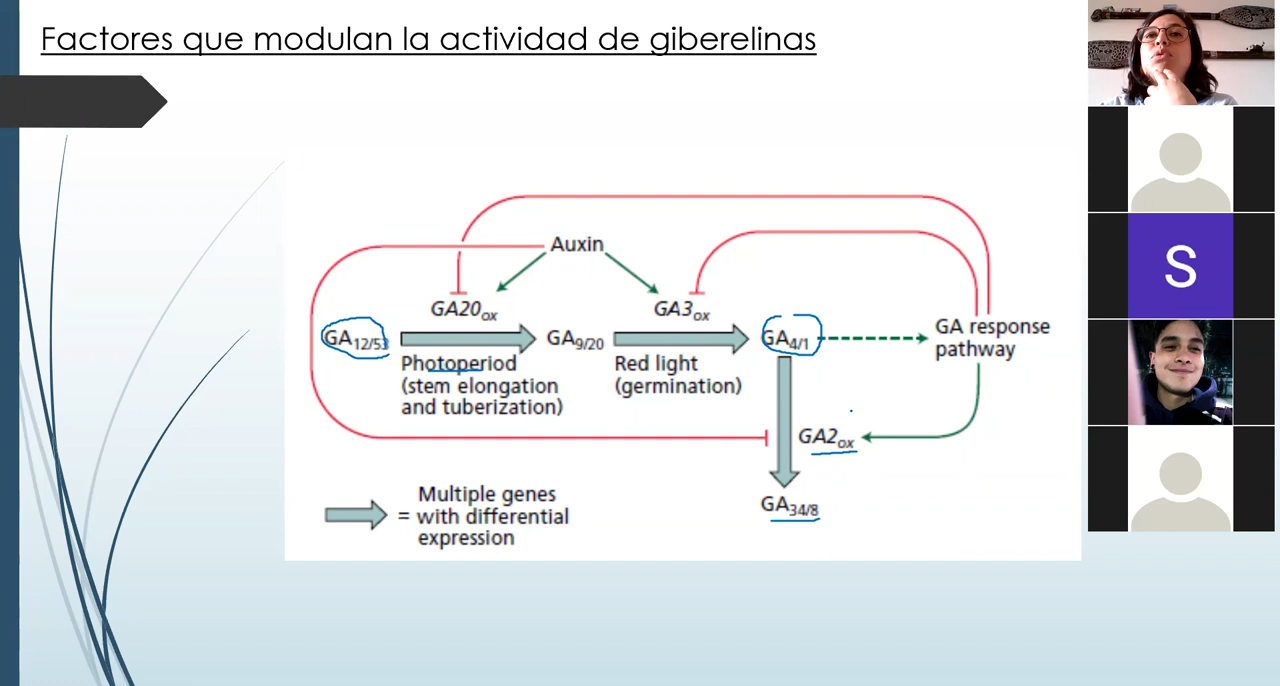 Factores que modulan la actividad de giberelinas
Auxin
GA20ox
GA3ox
GA12/53
GA9/20
GA4/1
GA response
pathway
Photoperiod
(stem elongation
and tuberization)
Red light
(germination)
GA2ox
GA34/8
Multiple genes
= with differential
expression
S